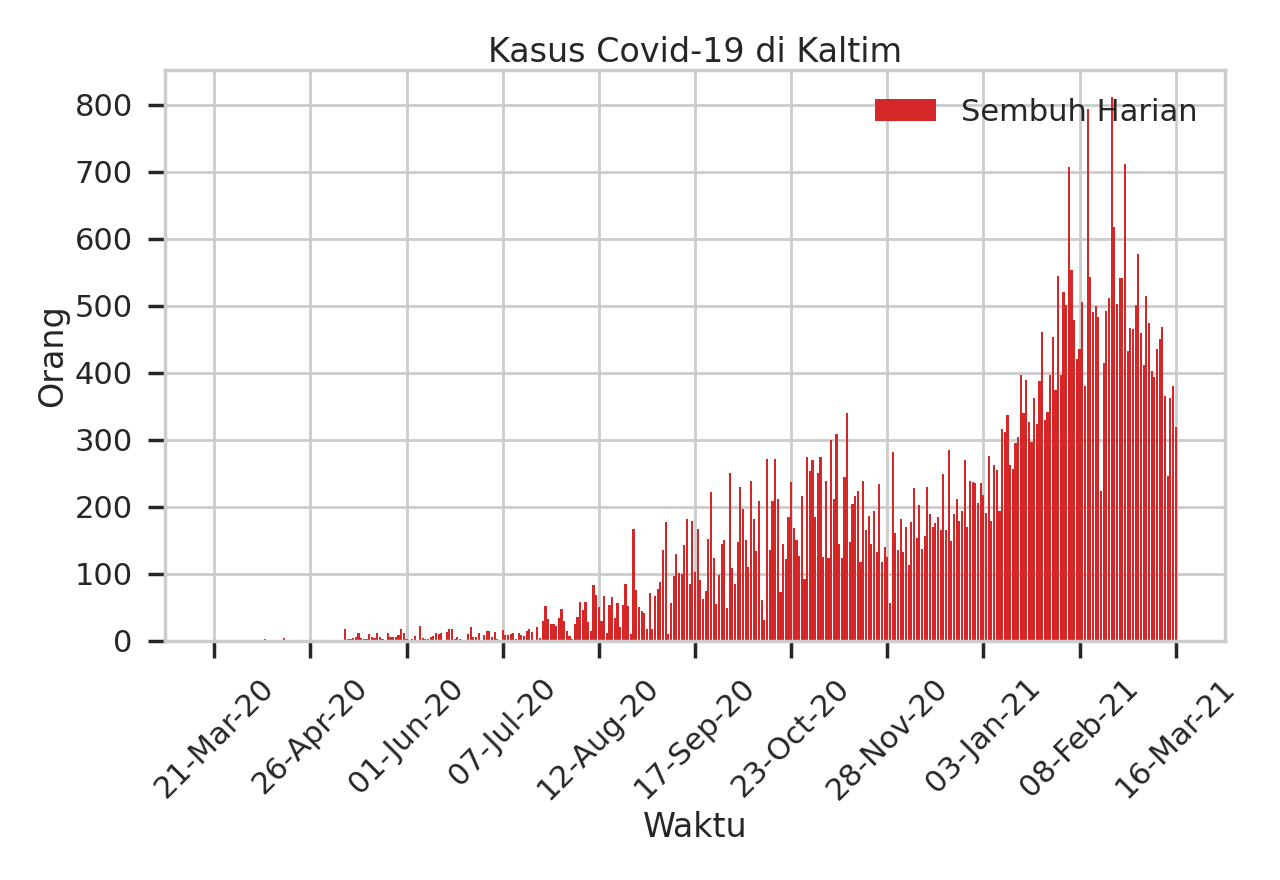 Kasus Covid-19 di Kaltim
Sembuh Harian
Orang
800
700
600
500
400
300
200
100
0
21-Mar-20
26-Apr-20
01-Jun-20
07-Jul-20
12-Aug-20
17-Sep-20
23-Oct-20
28-Nov-20
03-Jan-21
08-Feb-21
16-Mar-21
Waktu